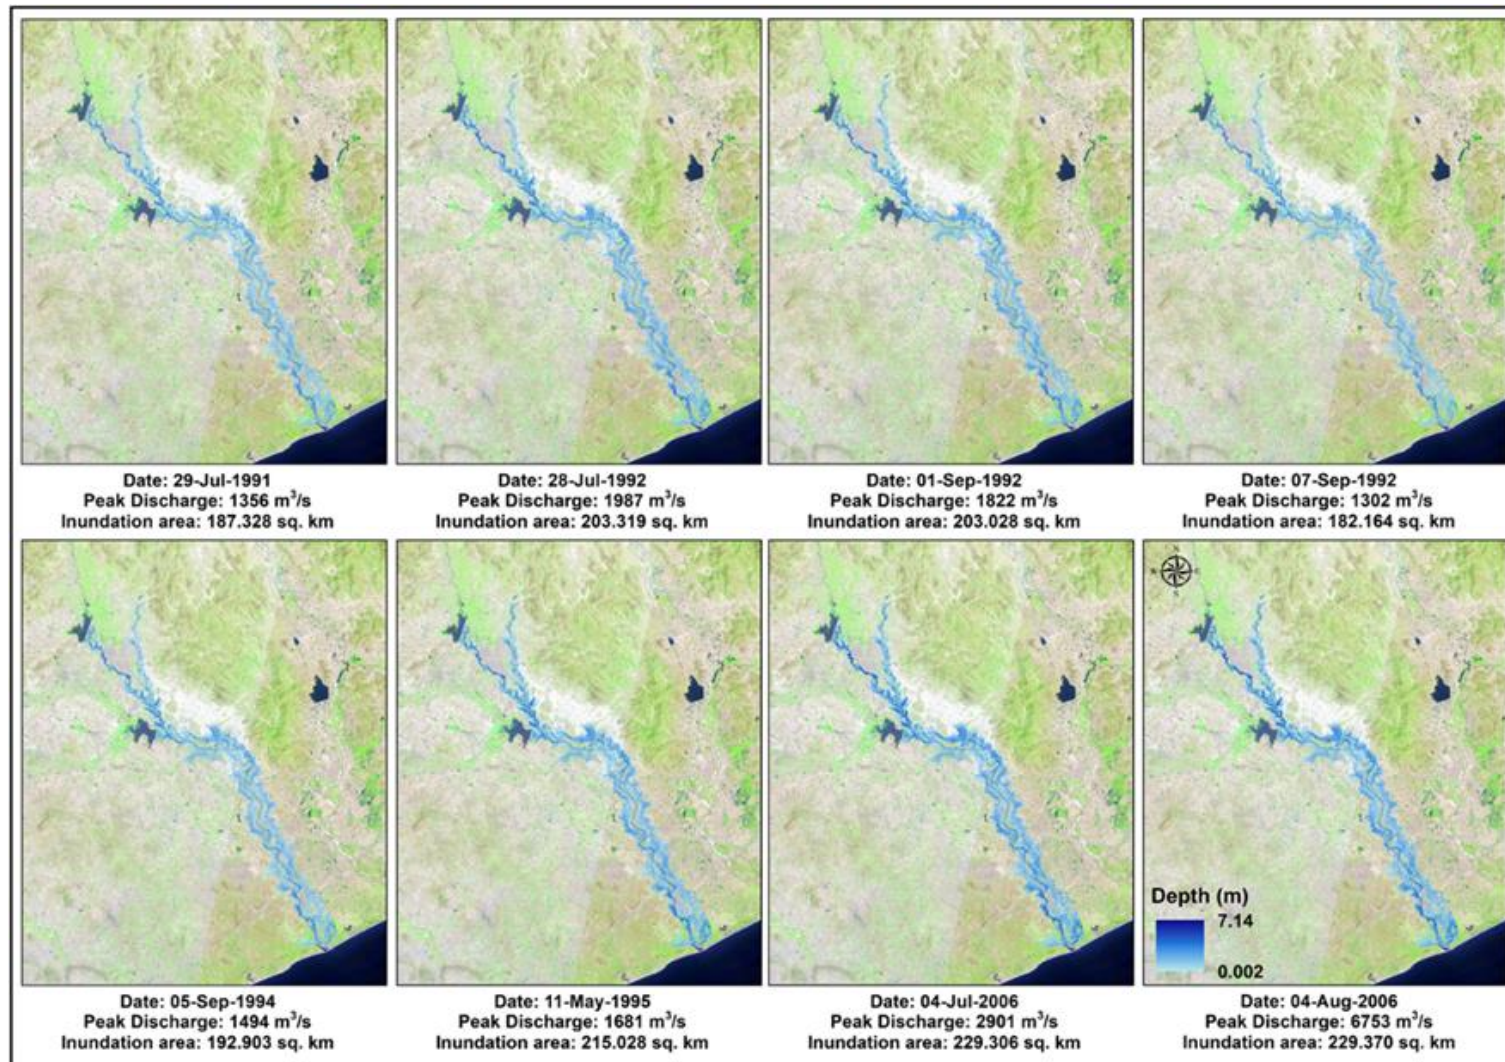 Date: 29-Jul-1991
Peak Discharge: 1356 m³/s
Inundation area: 187.328 sq. km
Date: 28-Jul-1992
Peak Discharge: 1987 m³/s
Inundation area: 203.319 sq. km
Date: 01-Sep-1992
Peak Discharge: 1822 m³/s
Inundation area: 203.028 sq. km
Date: 07-Sep-1992
Peak Discharge: 1302 m³/s
Inundation area: 182.164 sq. km
Depth (m)
7.14
0.002
Date: 05-Sep-1994
Peak Discharge: 1494 m³/s
Inundation area: 192.903 sq. km
Date: 11-May-1995
Peak Discharge: 1681 m³/s
Inundation area: 215.028 sq. km
Date: 04-Jul-2006
Peak Discharge: 2901 m³/s
Inundation area: 229.306 sq. km
Date: 04-Aug-2006
Peak Discharge: 6753 m³/s
Inundation area: 229.370 sq. km